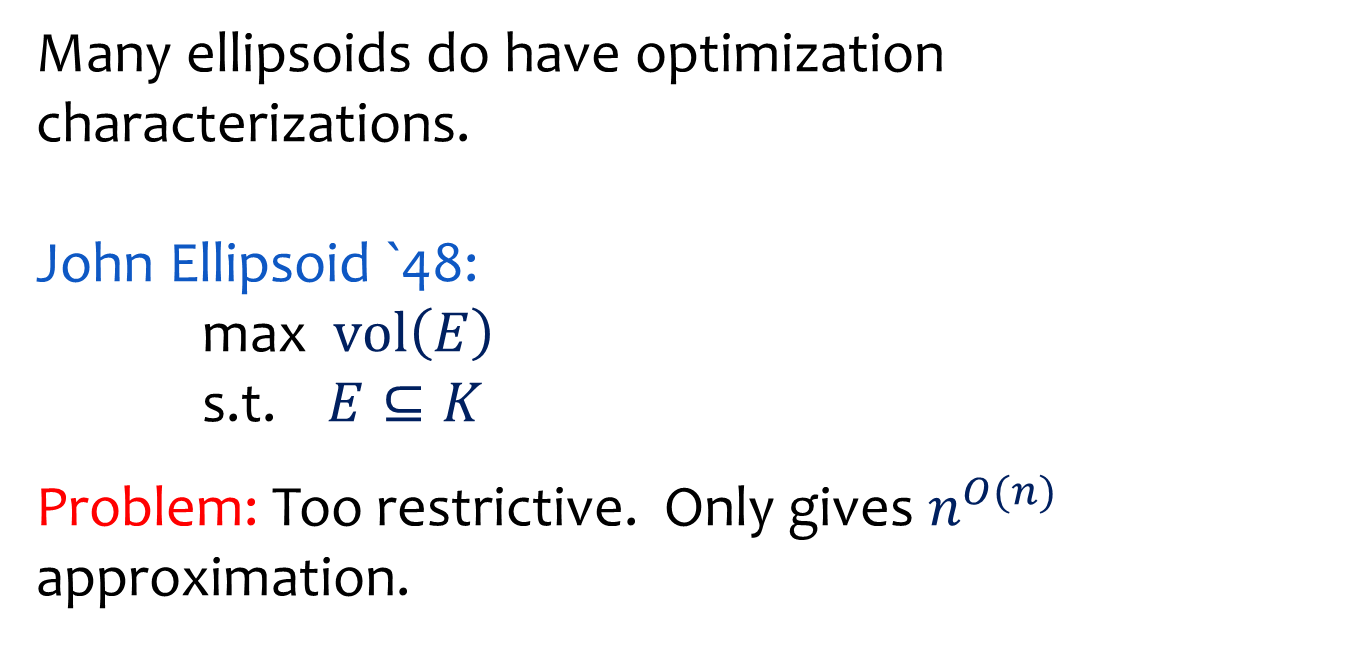 Many ellipsoids do have optimization
characterizations.
John Ellipsoid `48:
max vol(E)
s.t. E ⊆ K
Problem: Too restrictive. Only gives n^{O(n)}
approximation.